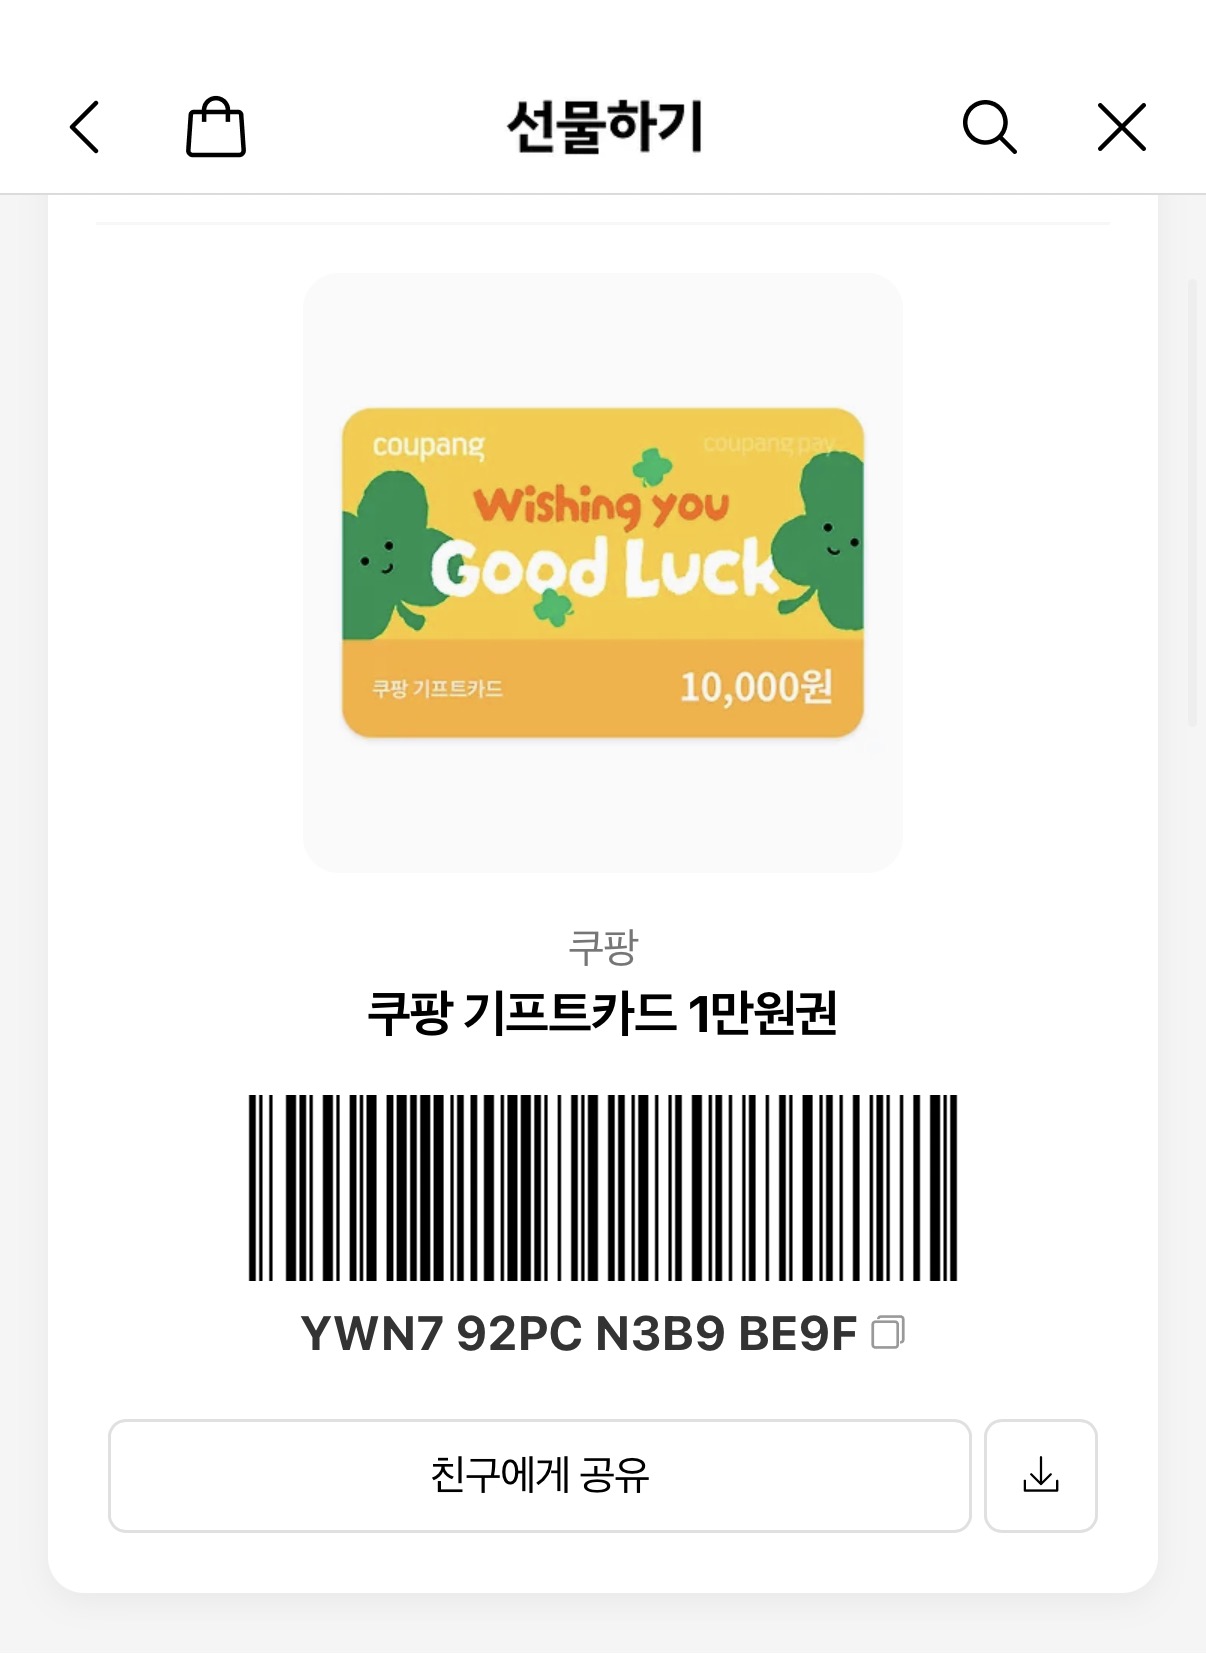 선물하기
coupang
coupang pay
Wishing you
Good Luck
쿠팡 기프트카드
10,000원
쿠팡
쿠팡 기프트카드 1만원권
YWN7 92PC N3B9 BE9F
친구에게 공유